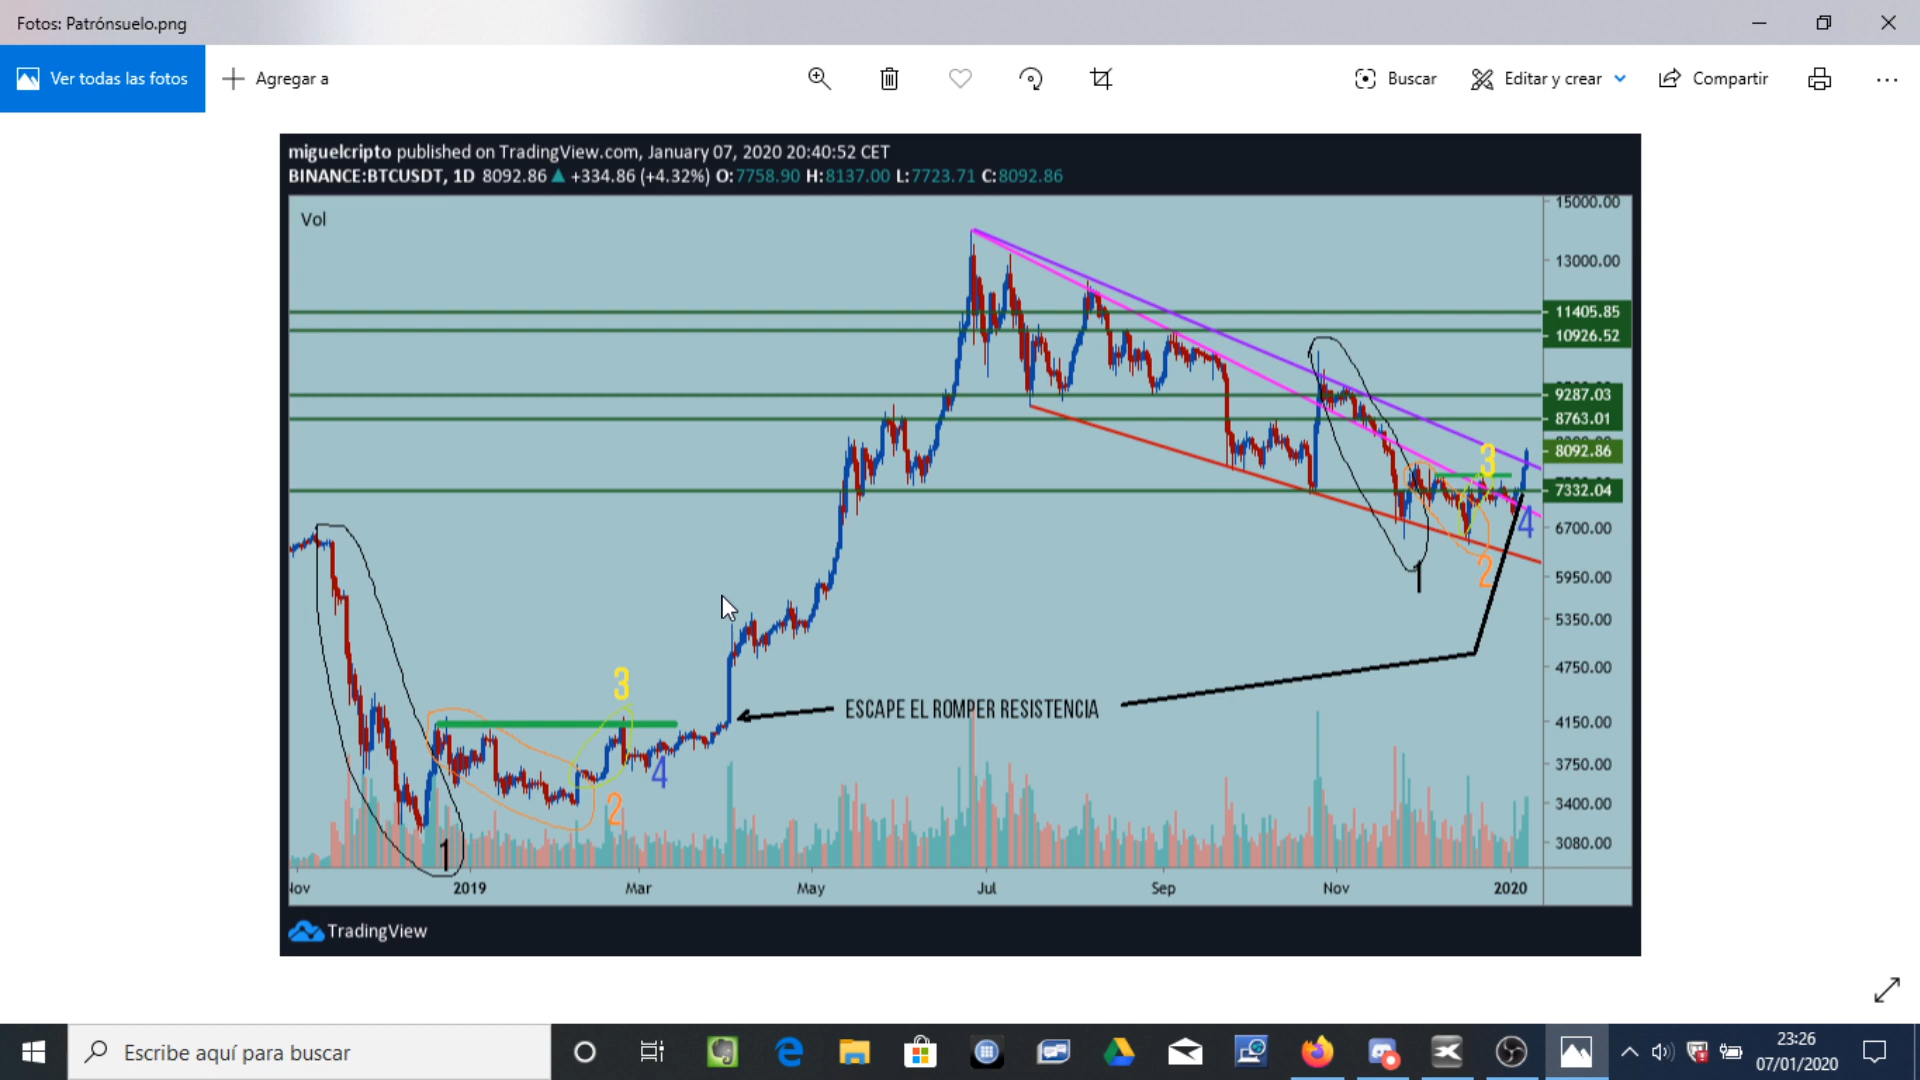 Fotos: Patrónsuelo.png
Ver todas las fotos
Agregar a
Buscar
Editar y crear
Compartir
miguelcripto published on TradingView.com, January 07, 2020 20:40:52 CET
BINANCE:BTCUSDT, 1D 8092.86 ▲ +334.86 (+4.32%) O:7758.90 H:8137.00 L:7723.71 C:8092.86
Vol
15000.00
13000.00
11405.85
10926.52
9287.03
8763.01
8092.86
7332.04
6700.00
5950.00
5350.00
4750.00
4150.00
3750.00
3400.00
3080.00
3
4
2
1
ESCAPE EL ROMPER RESISTENCIA
3
4
2
1
Nov
2019
Mar
May
Jul
Sep
Nov
2020
TradingView
Escribe aquí para buscar
23:26
07/01/2020